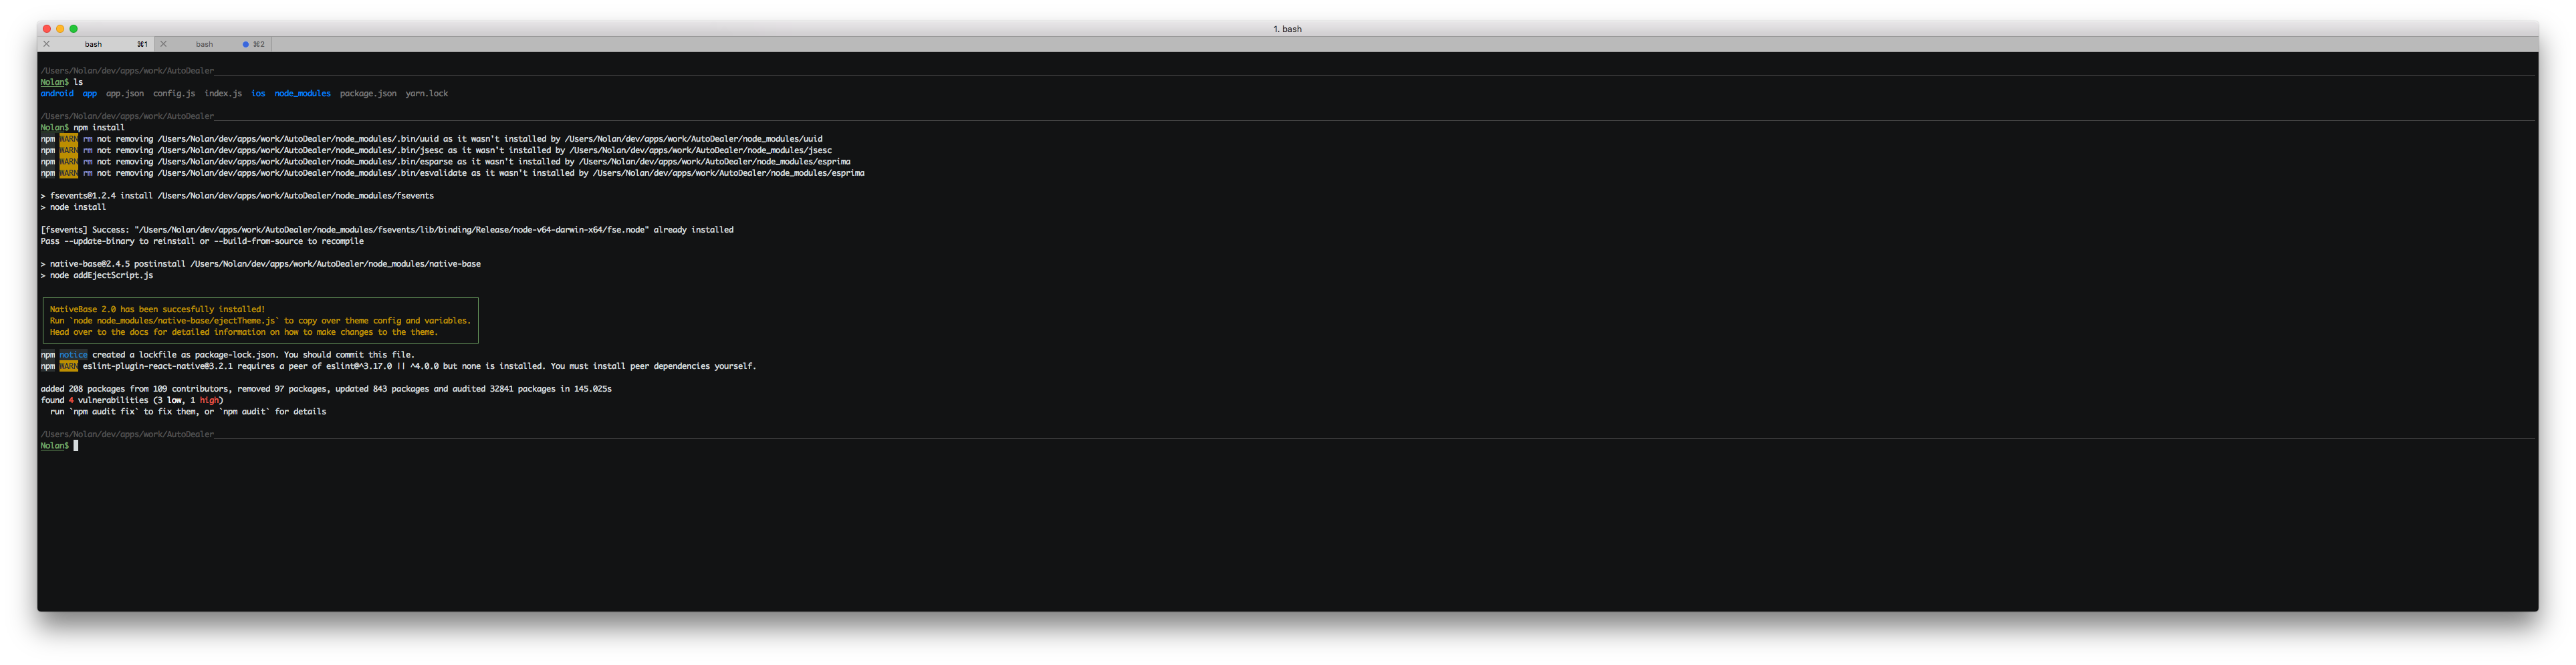 1. bash
bash ⌘1 bash ⌘2
/Users/Nolan/dev/apps/work/AutoDealer
Nolan$ ls
android app app.json config.js index.js ios node_modules package.json yarn.lock
/Users/Nolan/dev/apps/work/AutoDealer
Nolan$ npm install
npm WARN rm not removing /Users/Nolan/dev/apps/work/AutoDealer/node_modules/.bin/uuid as it wasn't installed by /Users/Nolan/dev/apps/work/AutoDealer/node_modules/uuid
npm WARN rm not removing /Users/Nolan/dev/apps/work/AutoDealer/node_modules/.bin/jsesc as it wasn't installed by /Users/Nolan/dev/apps/work/AutoDealer/node_modules/jsesc
npm WARN rm not removing /Users/Nolan/dev/apps/work/AutoDealer/node_modules/.bin/esparse as it wasn't installed by /Users/Nolan/dev/apps/work/AutoDealer/node_modules/esprima
npm WARN rm not removing /Users/Nolan/dev/apps/work/AutoDealer/node_modules/.bin/esvalidate as it wasn't installed by /Users/Nolan/dev/apps/work/AutoDealer/node_modules/esprima
> fsevents@1.2.4 install /Users/Nolan/dev/apps/work/AutoDealer/node_modules/fsevents
> node install
[fsevents] Success: "/Users/Nolan/dev/apps/work/AutoDealer/node_modules/fsevents/lib/binding/Release/node-v64-darwin-x64/fse.node" already installed
Pass --update-binary to reinstall or --build-from-source to recompile
> native-base@2.4.5 postinstall /Users/Nolan/dev/apps/work/AutoDealer/node_modules/native-base
> node addEjectScript.js
NativeBase 2.0 has been succesfully installed!
Run `node node_modules/native-base/ejectTheme.js` to copy over theme config and variables.
Head over to the docs for detailed information on how to make changes to the theme.
npm notice created a lockfile as package-lock.json. You should commit this file.
npm WARN eslint-plugin-react-native@3.2.1 requires a peer of eslint@^3.17.0 || ^4.0.0 but none is installed. You must install peer dependencies yourself.
added 208 packages from 109 contributors, removed 97 packages, updated 843 packages and audited 32841 packages in 145.025s
found 4 vulnerabilities (3 low, 1 high)
run `npm audit fix` to fix them, or `npm audit` for details
/Users/Nolan/dev/apps/work/AutoDealer
Nolan$